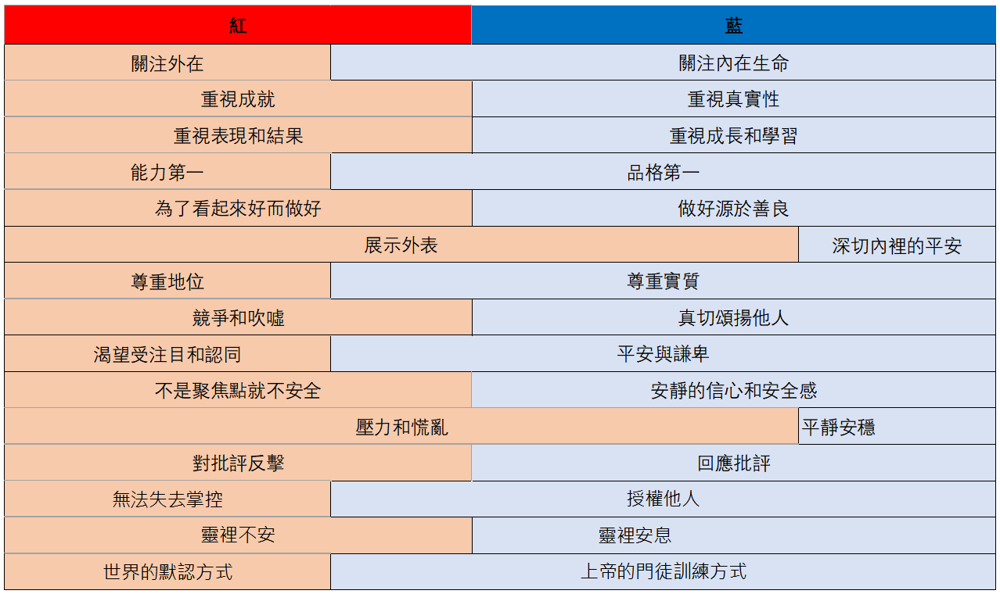 紅 藍
關注外在 關注內在生命
重視成就 重視真實性
重視表現和結果 重視成長和學習
能力第一 品格第一
為了看起來好而做好 做好源於善良
展示外表 深切內裡的平安
尊重地位 尊重實質
競爭和吹噓 真切頌揚他人
渴望受注目和認同 平安與謙卑
不是聚焦點就不安全 安靜的信心和安全感
壓力和慌亂 平靜安穩
對批評反擊 回應批評
無法失去掌控 授權他人
靈裡不安 靈裡安息
世界的默認方式 上帝的門徒訓練方式